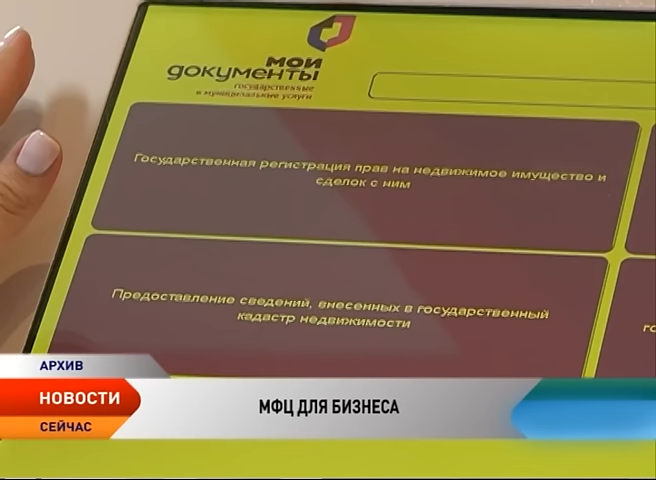 мои
документы
государственные
и муниципальные услуги
Государственная регистрация прав на недвижимое имущество и
сделок с ним
Предоставление сведений, внесенных в государственный
кадастр недвижимости
го
АРХИВ
НОВОСТИ
СЕЙЧАС
МФЦ ДЛЯ БИЗНЕСА